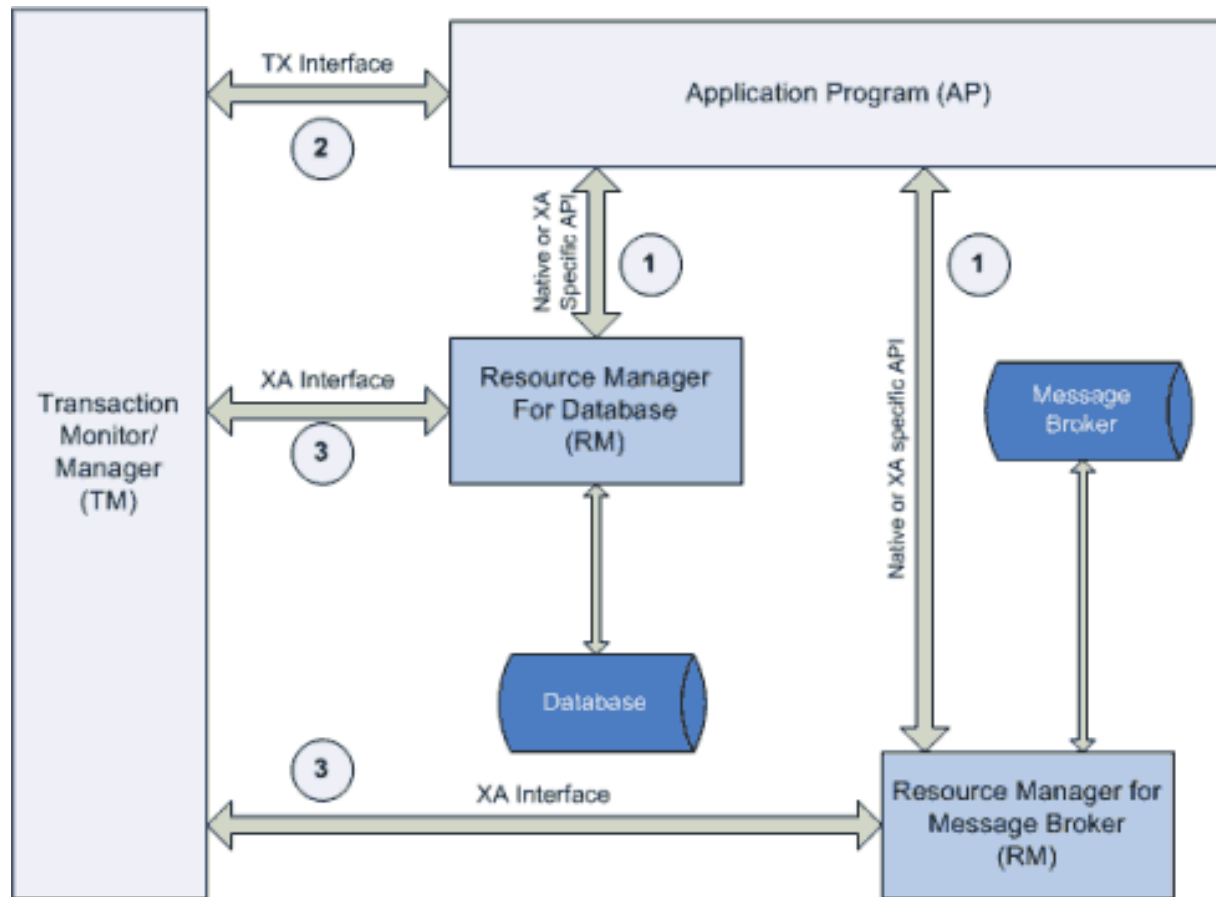 TX Interface
2
Application Program (AP)
Native or XA
Specific API
1
1
Native or XA specific API
XA Interface
3
Resource Manager
For Database
(RM)
Message
Broker
Transaction
Monitor/
Manager
(TM)
Database
3
XA Interface
Resource Manager for
Message Broker
(RM)